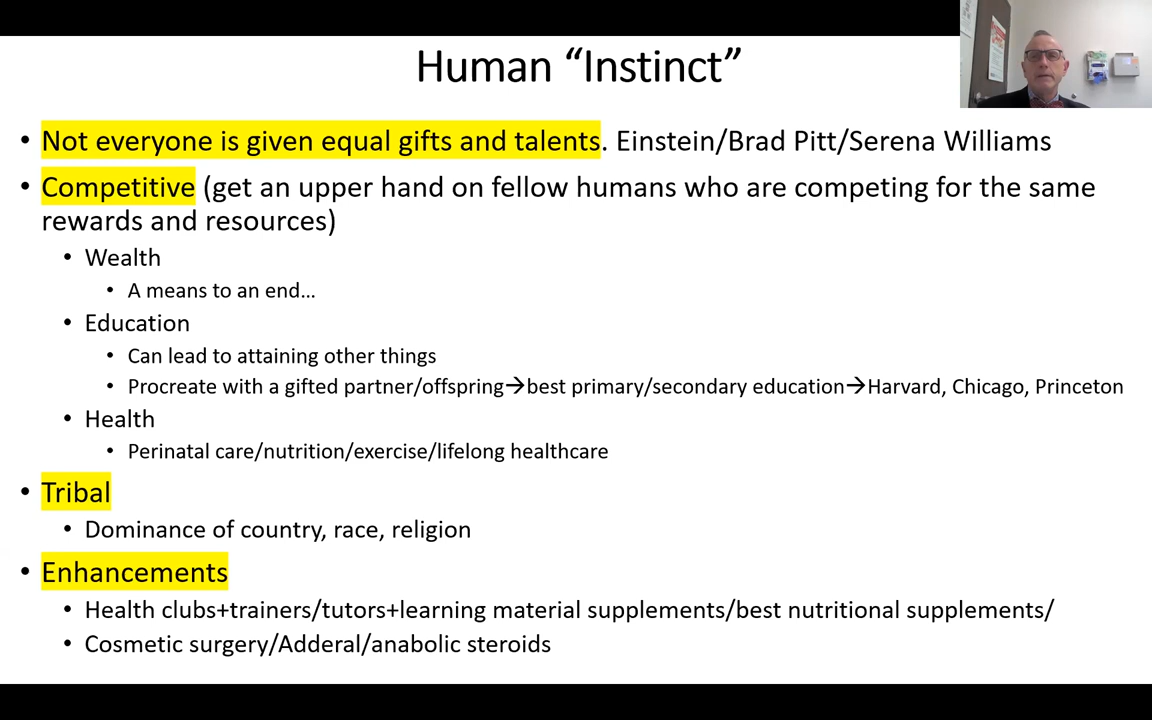 Human “Instinct”
• Not everyone is given equal gifts and talents. Einstein/Brad Pitt/Serena Williams
• Competitive (get an upper hand on fellow humans who are competing for the same
rewards and resources)
• Wealth
• A means to an end…
• Education
• Can lead to attaining other things
• Procreate with a gifted partner/offspring→best primary/secondary education→Harvard, Chicago, Princeton
• Health
• Perinatal care/nutrition/exercise/lifelong healthcare
• Tribal
• Dominance of country, race, religion
• Enhancements
• Health clubs+trainers/tutors+learning material supplements/best nutritional supplements/
• Cosmetic surgery/Adderal/anabolic steroids